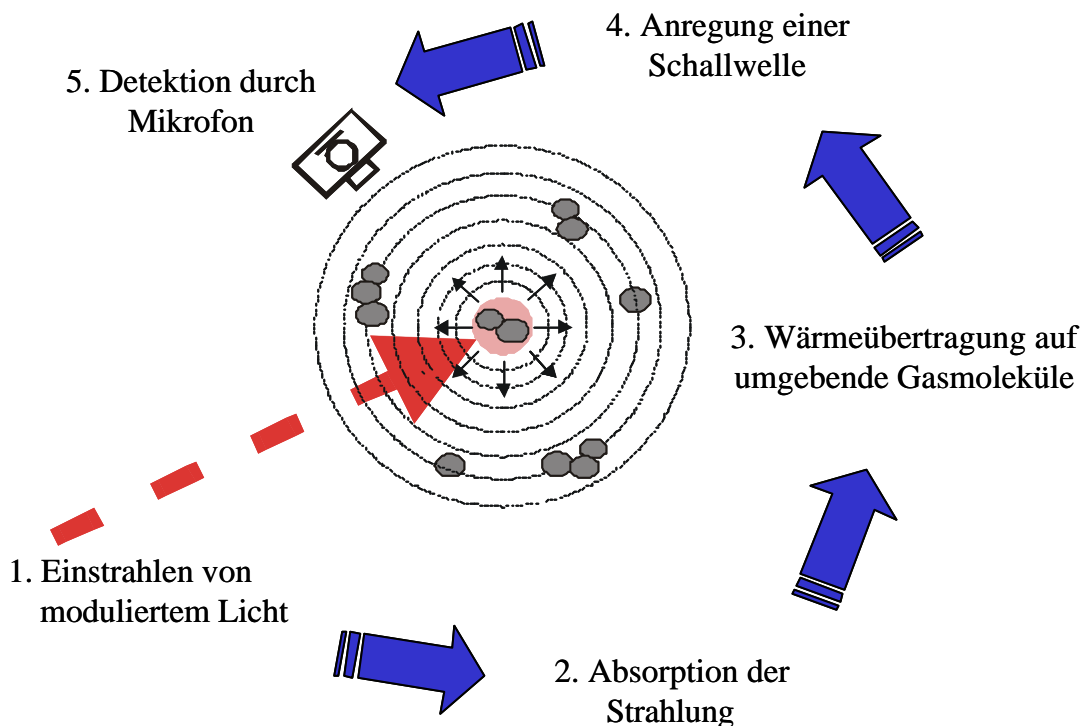 1. Einstrahlen von
moduliertem Licht
2. Absorption der
Strahlung
3. Wärmeübertragung auf
umgebende Gasmoleküle
4. Anregung einer
Schallwelle
5. Detektion durch
Mikrofon